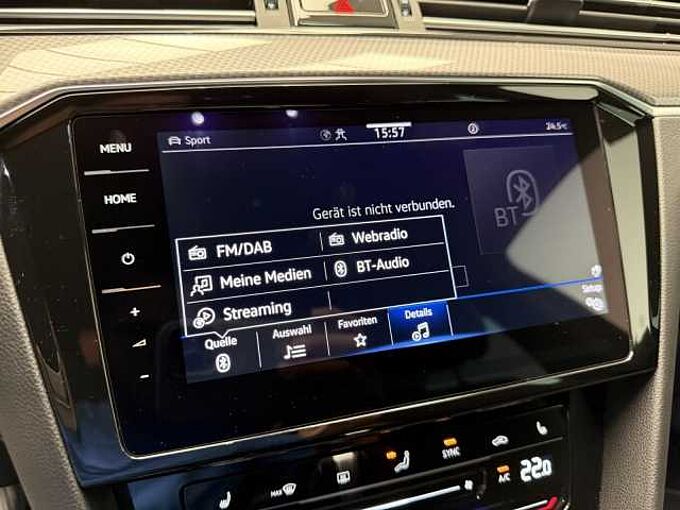 MENU
HOME
Sport
15:57
24.5°C
Gerät ist nicht verbunden.
BT
FM/DAB
Webradio
Meine Medien
BT-Audio
Streaming
Setup
Quelle
Auswahl
Favoriten
Details
+
-
MAX
SYNC
A/C
22.0